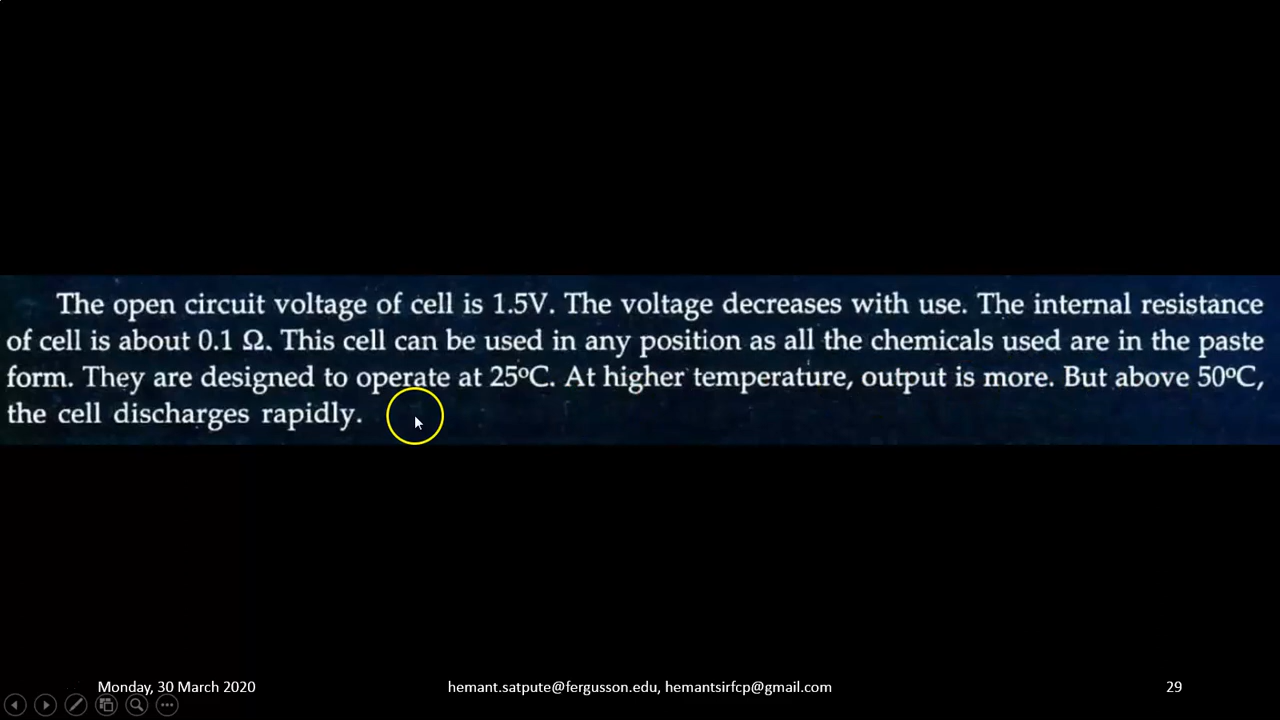 The open circuit voltage of cell is 1.5V. The voltage decreases with use. The internal resistance
of cell is about 0.1 Ω. This cell can be used in any position as all the chemicals used are in the paste
form. They are designed to operate at 25°C. At higher temperature, output is more. But above 50°C,
the cell discharges rapidly.
Monday, 30 March 2020
hemant.satpute@fergusson.edu, hemantsirfcp@gmail.com
29